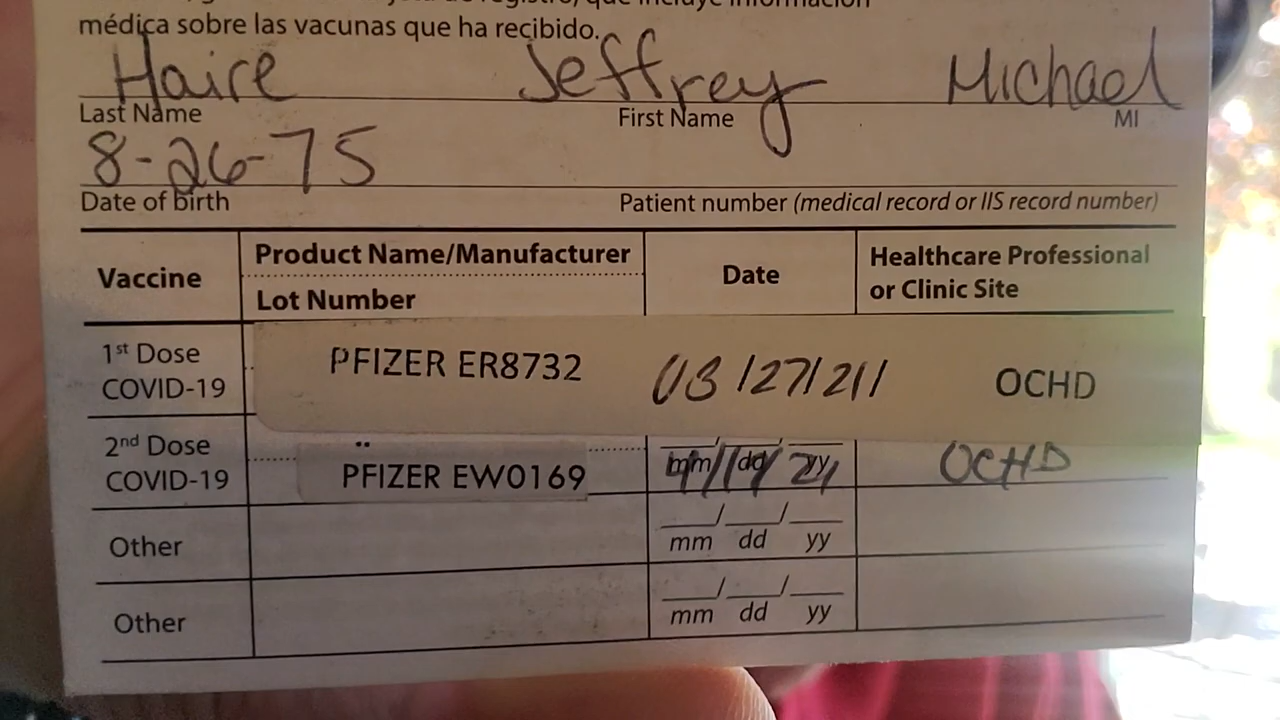 médica sobre las vacunas que ha recibido.
Haire Jeffrey Michael
Last Name First Name MI
8-26-75
Date of birth Patient number (medical record or IIS record number)
Vaccine Product Name/Manufacturer Lot Number Date Healthcare Professional or Clinic Site
1st Dose COVID-19 PFIZER ER8732 03/27/21 OCHD
2nd Dose COVID-19 PFIZER EW0169 mm dd yy OCHD
Other mm dd yy
Other mm dd yy